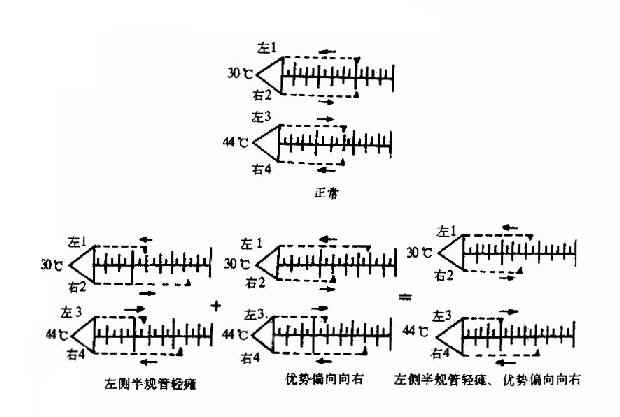 左1
30℃
右2
左3
44℃
右4
正常
左1
30℃
右2
左3
44℃
右4
左侧半规管轻瘫
+
左1
30℃
右2
左3
44℃
右4
优势偏向向右
=
左1
30℃
右2
左3
44℃
右4
左侧半规管轻瘫、优势偏向向右